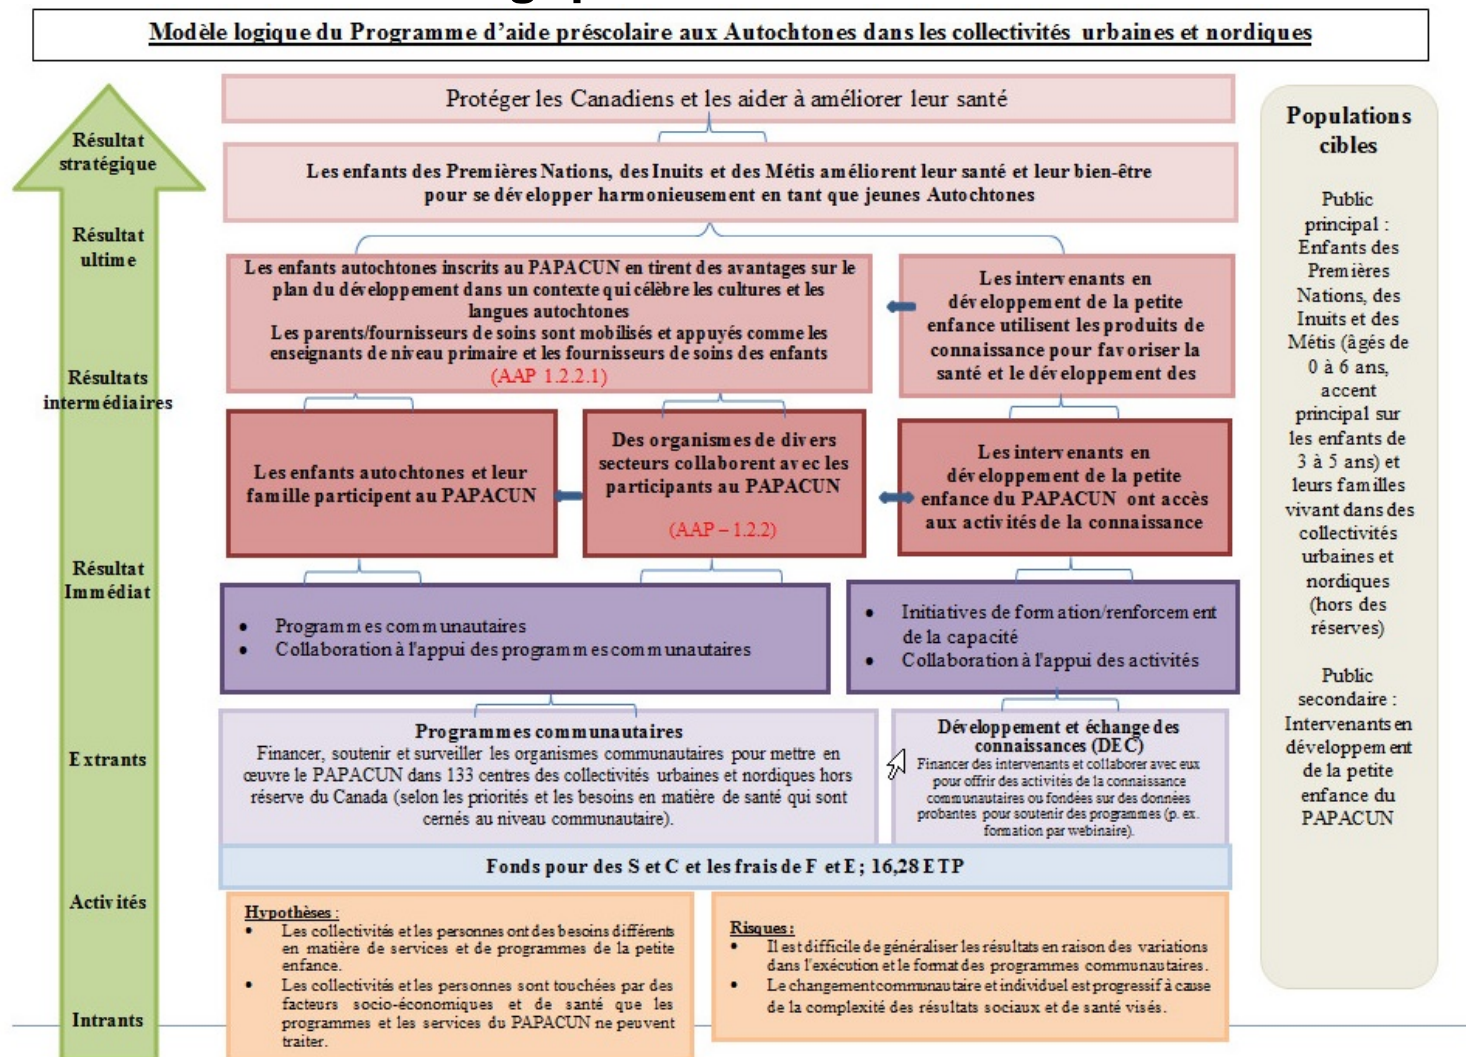 Modèle logique du Programme d'aide préscolaire aux Autochtones dans les collectivités urbaines et nordiques
Résultat
stratégique
Résultat
ultime
Résultats
intermédiaires
Résultat
Immédiat
Extrants
Activités
Intrants
Protéger les Canadiens et les aider à améliorer leur santé
Les enfants des Premières Nations, des Inuits et des Métis améliorent leur santé et leur bien-être
pour se développer harmonieusement en tant que jeunes Autochtones
Les enfants autochtones inscrits au PAPACUN en tirent des avantages sur le
plan du développement dans un contexte qui célèbre les cultures et les
langues autochtones
Les parents/fournisseurs de soins sont mobilisés et appuyés comme les
enseignants de niveau primaire et les fournisseurs de soins des enfants
(AAP 1.2.2.1)
Les intervenants en
développement de la petite
enfance utilisent les produits de
connaissance pour favoriser la
santé et le développement des
Les enfants autochtones et leur
famille participent au PAPACUN
Des organismes de divers
secteurs collaborent avec les
participants au PAPACUN
(AAP – 1.2.2)
Les intervenants en
développement de la petite
enfance du PAPACUN ont accès
aux activités de la connaissance
• Programmes communautaires
• Collaboration à l'appui des programmes communautaires
• Initiatives de formation/renforcement
de la capacité
• Collaboration à l'appui des activités
Programmes communautaires
Financer, soutenir et surveiller les organismes communautaires pour mettre en
œuvre le PAPACUN dans 133 centres des collectivités urbaines et nordiques hors
réserve du Canada (selon les priorités et les besoins en matière de santé qui sont
cernés au niveau communautaire).
Développement et échange des
connaissances (DEC)
Financer des intervenants et collaborer avec eux
pour offrir des activités de la connaissance
communautaires ou fondées sur des données
probantes pour soutenir des programmes (p. ex.
formation par webinaire).
Fonds pour des S et C et les frais de F et E; 16,28 ETP
Hypothèses :
• Les collectivités et les personnes ont des besoins différents
en matière de services et de programmes de la petite
enfance.
• Les collectivités et les personnes sont touchées par des
facteurs socio-économiques et de santé que les
programmes et les services du PAPACUN ne peuvent
traiter.
Risques :
• Il est difficile de généraliser les résultats en raison des variations
dans l'exécution et le format des programmes communautaires.
• Le changement communautaire et individuel est progressif à cause
de la complexité des résultats sociaux et de santé visés.
Populations
cibles
Public
principal :
Enfants des
Premières
Nations, des
Inuits et des
Métis (âgés de
0 à 6 ans,
accent
principal sur
les enfants de
3 à 5 ans) et
leurs familles
vivant dans des
collectivités
urbaines et
nordiques
(hors des
réserves)
Public
secondaire :
Intervenants en
développement
de la petite
enfance du
PAPACUN